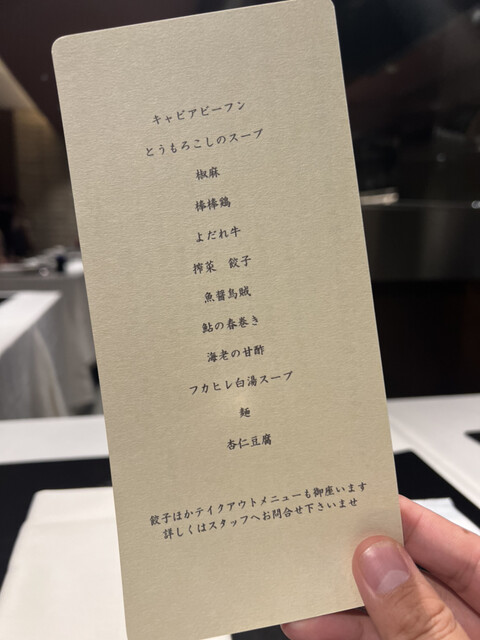 キャビアビーフン
とうもろこしのスープ
椒麻
棒棒鶏
よだれ牛
搾菜 餃子
魚醤烏賊
鮎の春巻き
海老の甘酢
フカヒレ白湯スープ
麺
杏仁豆腐
餃子ほかテイクアウトメニューも御座います
詳しくはスタッフへお問合せ下さいませ